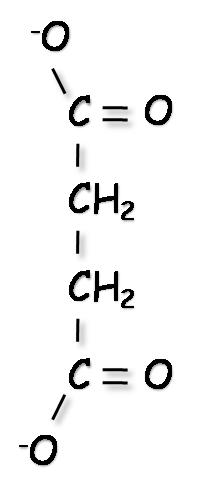 ⁻O
C = O
CH₂
CH₂
C = O
⁻O